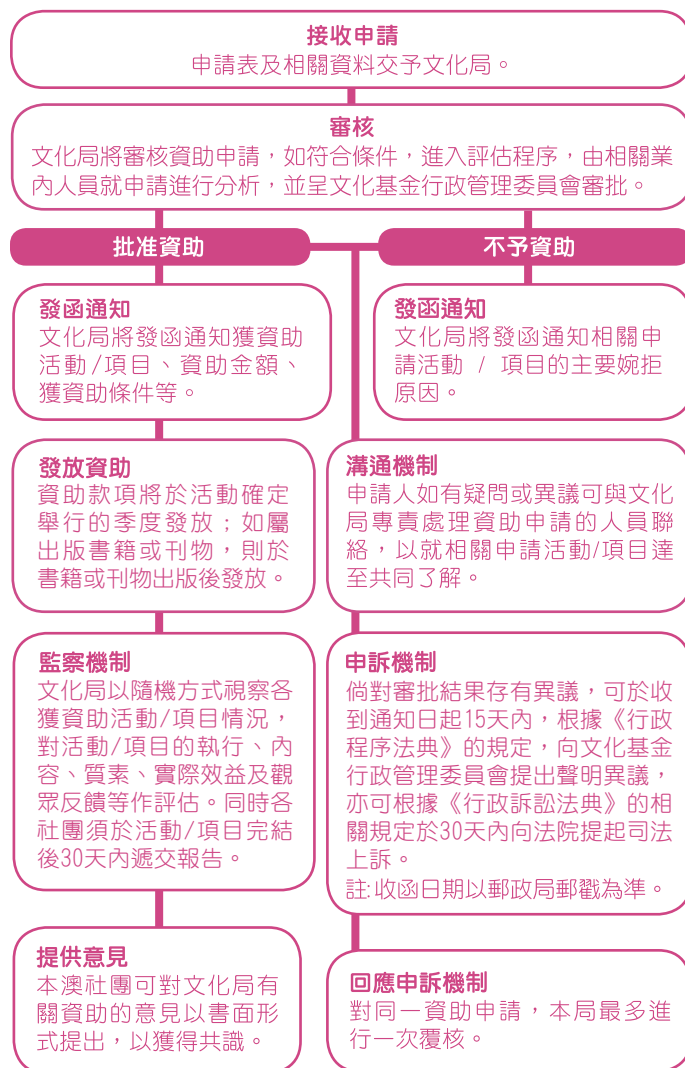 接收申請
申請表及相關資料交予文化局。
審核
文化局將審核資助申請，如符合條件，進入評估程序，由相關業
內人員就申請進行分析，並呈文化基金行政管理委員會審批。
批准資助
不予資助
發函通知
文化局將發函通知獲資助
活動/項目、資助金額、
獲資助條件等。
發函通知
文化局將發函通知相關申
請活動 / 項目的主要婉拒
原因。
發放資助
資助款項將於活動確定
舉行的季度發放；如屬
出版書籍或刊物，則於
書籍或刊物出版後發放。
溝通機制
申請人如有疑問或異議可與文化
局專責處理資助申請的人員聯
絡，以就相關申請活動/項目達
至共同了解。
監察機制
文化局以隨機方式視察各
獲資助活動/項目情況，
對活動/項目的執行、內
容、質素、實際效益及觀
眾反饋等作評估。同時各
社團須於活動/項目完結
後30天內遞交報告。
申訴機制
倘對審批結果存有異議，可於收
到通知日起15天內，根據《行政
程序法典》的規定，向文化基金
行政管理委員會提出聲明異議，
亦可根據《行政訴訟法典》的相
關規定於30天內向法院提起司法
上訴。
註:收函日期以郵政局郵戳為準。
提供意見
本澳社團可對文化局有
關資助的意見以書面形
式提出，以獲得共識。
回應申訴機制
對同一資助申請，本局最多進
行一次覆核。